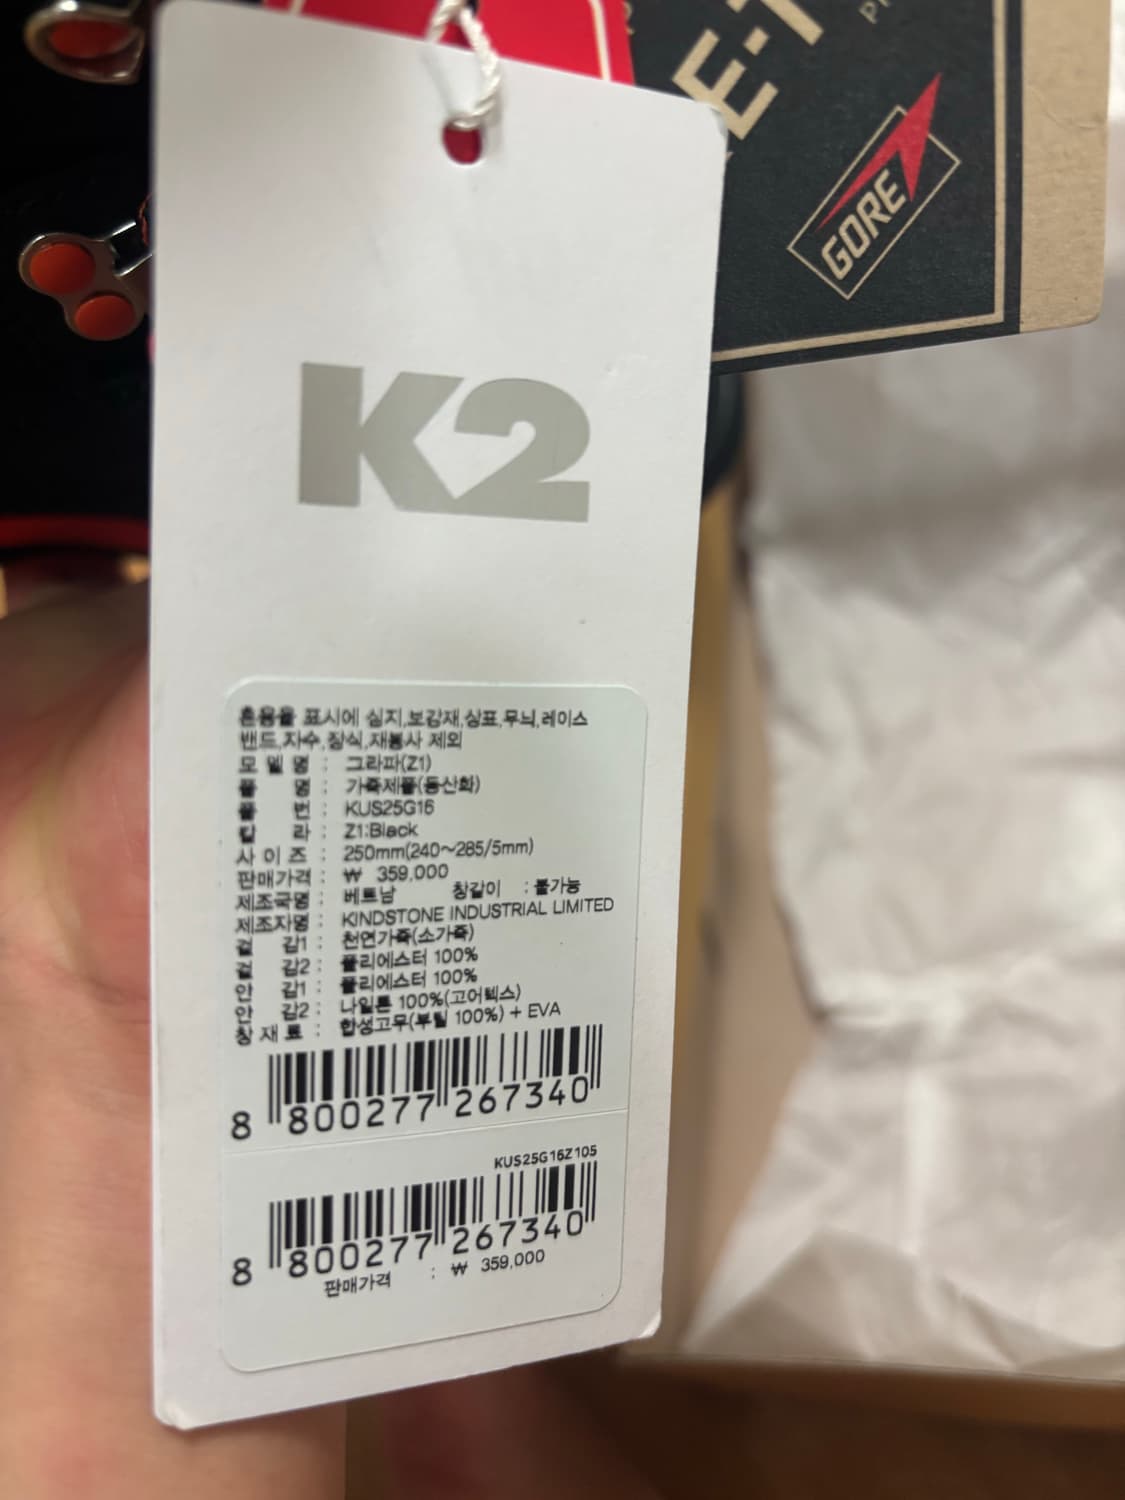 E-T
GORE
K2
혼용율 표시에 심지,보강재,상표,무늬,레이스
밴드,자수,장식,재봉사 제외
모 델 명 : 그라파(Z1)
품 명 : 가죽제품(등산화)
품 번 : KUS25G16
칼 라 : Z1:Black
사 이 즈 : 250mm(240~285/5mm)
판매가격 : ₩ 359,000
제조국명 : 베트남 창갈이 : 불가능
제조자명 : KINDSTONE INDUSTRIAL LIMITED
겉 감1 : 천연가죽(소가죽)
겉 감2 : 폴리에스터 100%
안 감1 : 폴리에스터 100%
안 감2 : 나일론 100%(고어텍스)
창 재 료 : 합성고무(부틸 100%) + EVA
8 800277 267340
KUS25G16Z105
8 800277 267340
판매가격 : ₩ 359,000